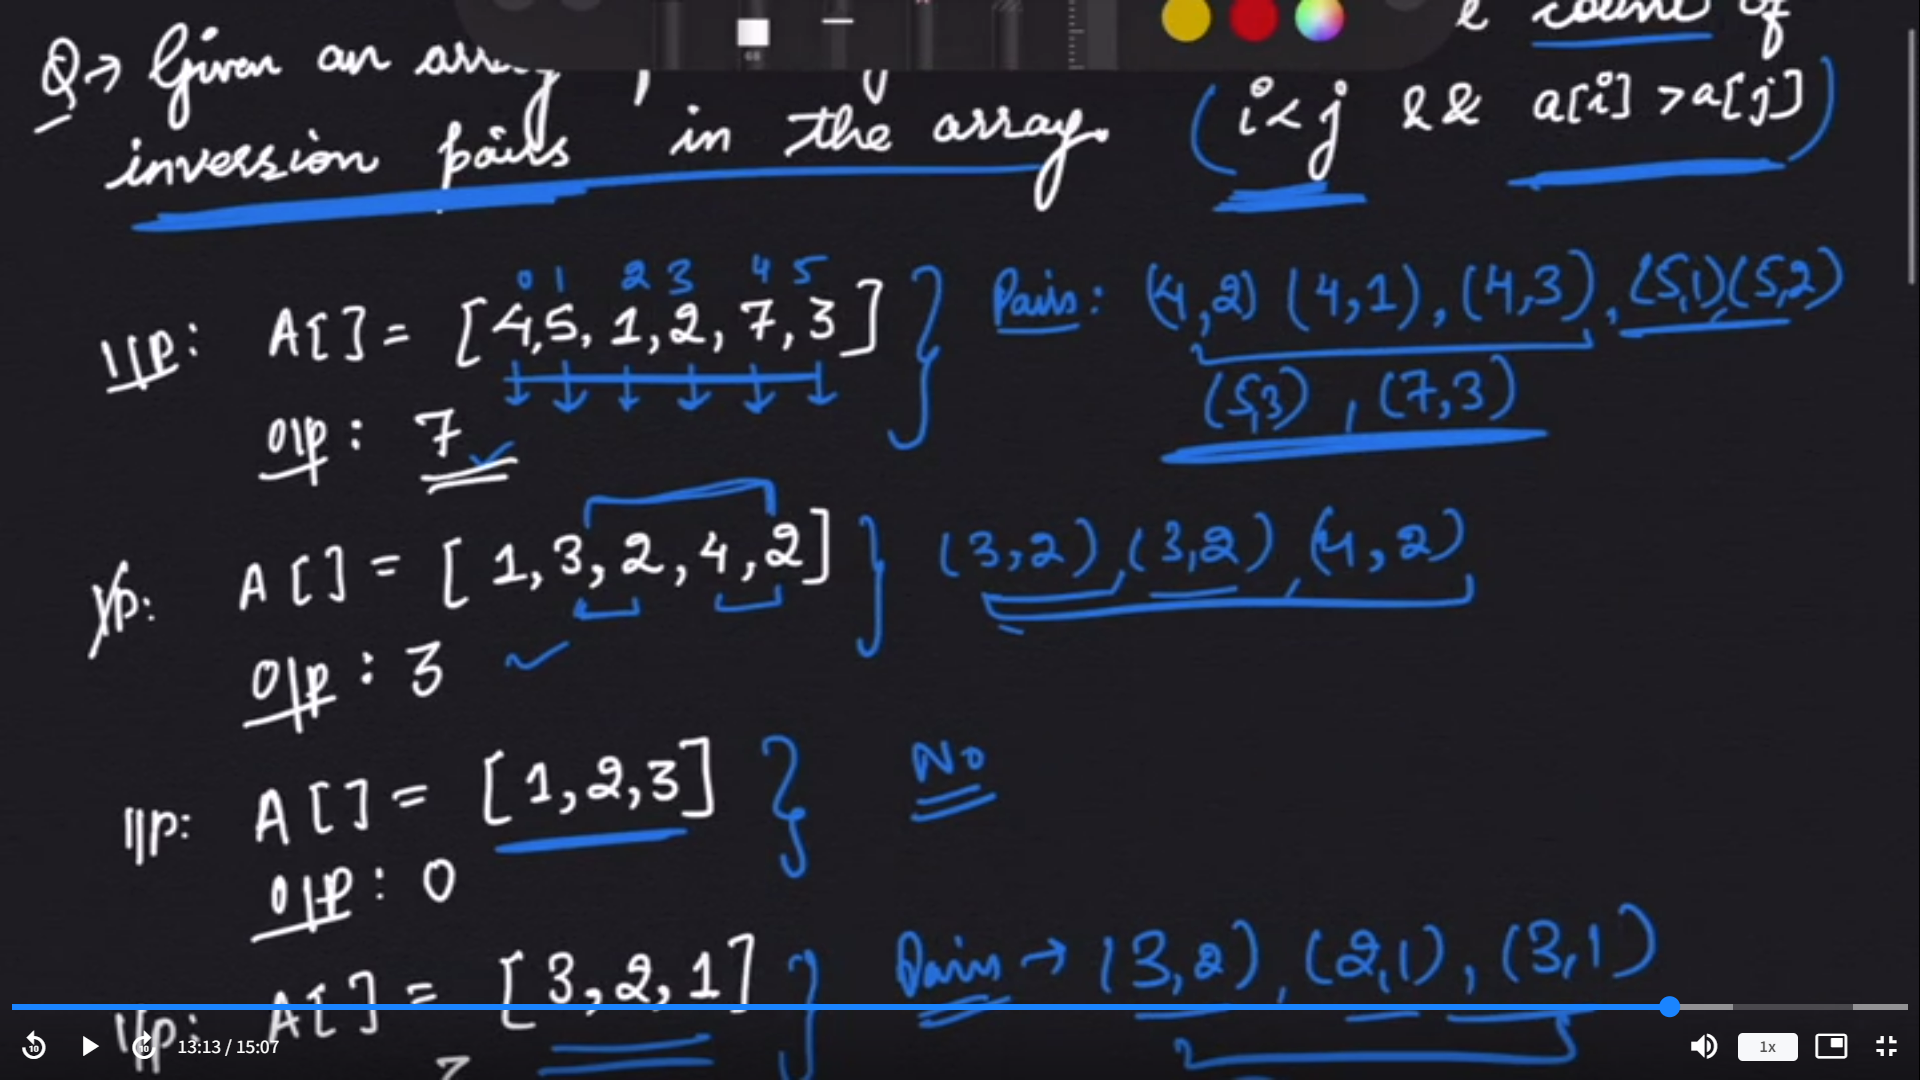 count of
Q→ Given an array,
inversion pairs in the array. (i<j && a[i]>a[j])
0 1 2 3 4 5
I/p: A[]= [4,5,1,2,7,3] } Pairs: (4,2) (4,1), (4,3), (5,1)(5,2)
(5,3), (7,3)
O/p: 7
I/p: A[]= [1,3,2,4,2] } (3,2), (3,2), (4,2)
O/p: 3
I/p: A[]= [1,2,3] } No
O/p: 0
I/p: A[]= [3,2,1] } Pairs → (3,2), (2,1), (3,1)
10 10 13:13 / 15:07 1x